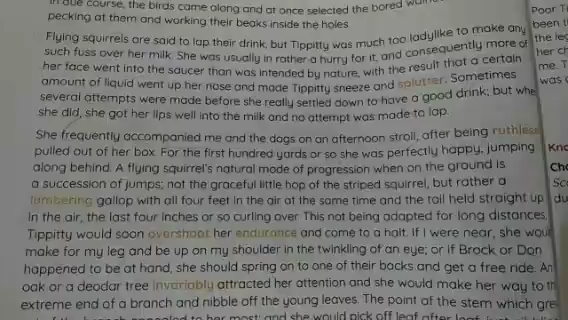 In due course, the birds came along and at once selected the bored
pecking at them and working their beaks inside the holes.
Flying squirrels are said to lap their drink, but Tippitty was much too ladylike to make any
such fuss over her milk. She was usually in rather a hurry for it, and consequently more of
her face went into the saucer than was intended by nature, with the result that a certain
amount of liquid went up her nose and made Tippitty sneeze and splutter. Sometimes
several attempts were made before she really settled down to have a good drink; but
she did, she got her lips well into the milk and no attempt was made to lap.
She frequently accompanied me and the dogs on an afternoon stroll, after being
pulled out of her box. For the first hundred yards or so she was perfectly happy, jumping
along behind. A flying squirrel's natural mode of progression when on the ground is
a succession of jumps; not the graceful little hop of the striped squirrel, but rather a
lumbering gallop with all four feet in the air at the same time and the tail held straight up
in the air, the last four inches or so curling over. This not being adapted for long distances,
Tippitty would soon overshoot her endurance and come to a halt. If I were near, she
make for my leg and be up on my shoulder in the twinkling of an eye; or if Brock or Don
happened to be at hand, she should spring on to one of their backs and get a free ride. An
oak or a deodar tree invariably attracted her attention and she would make her way to
extreme end of a branch and nibble off the young leaves. The point of the stem which
to her most; and she would pick off leaf after
Poor
been
the
her
me.
was